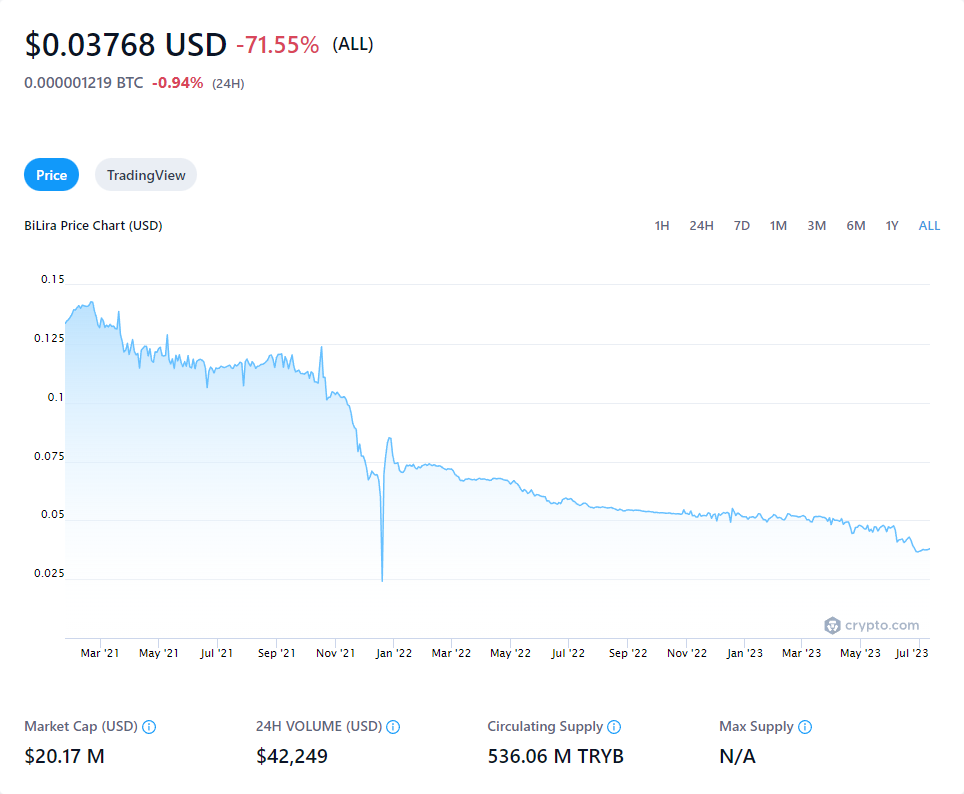 $0.03768 USD -71.55% (ALL)
0.000001219 BTC -0.94% (24H)
Price TradingView
BiLira Price Chart (USD) 1H 24H 7D 1M 3M 6M 1Y ALL
0.15
0.125
0.1
0.075
0.05
0.025
crypto.com
Mar '21 May '21 Jul '21 Sep '21 Nov '21 Jan '22 Mar '22 May '22 Jul '22 Sep '22 Nov '22 Jan '23 Mar '23 May '23 Jul '23
Market Cap (USD) 24H VOLUME (USD) Circulating Supply Max Supply
$20.17 M $42,249 536.06 M TRYB N/A